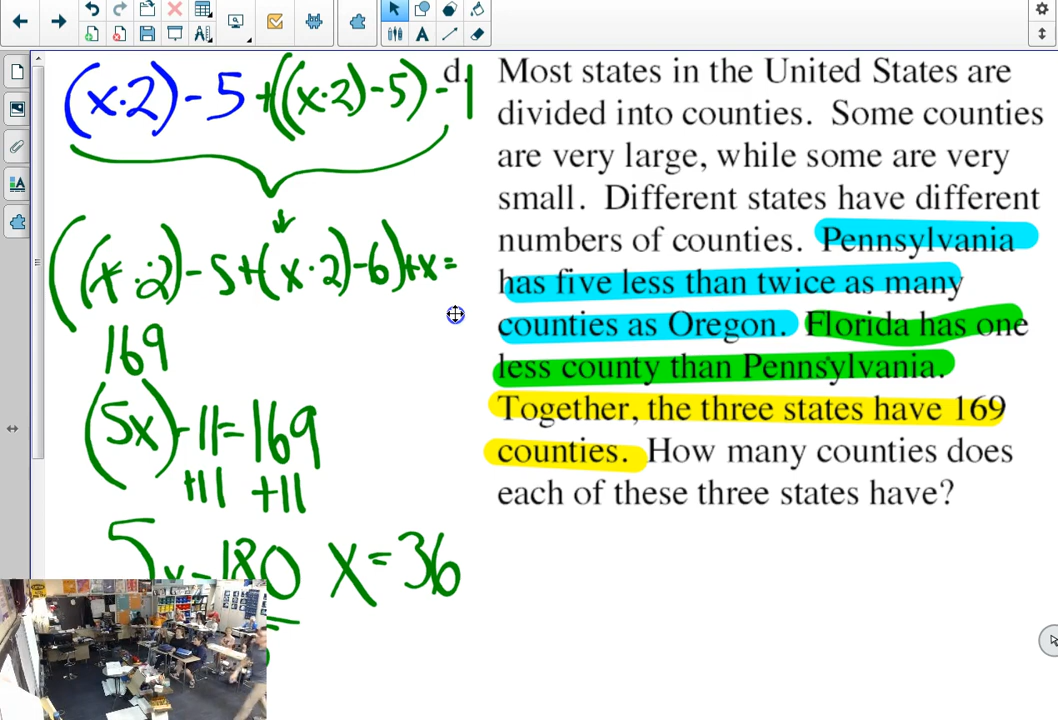 (x·2)-5+((x·2)-5)-1
((x·2)-5+(x·2)-6)+x=
169
(5x)-11=169
+11 +11
5x=180 x=36
d. Most states in the United States are
divided into counties. Some counties
are very large, while some are very
small. Different states have different
numbers of counties. Pennsylvania
has five less than twice as many
counties as Oregon. Florida has one
less county than Pennsylvania.
Together, the three states have 169
counties. How many counties does
each of these three states have?